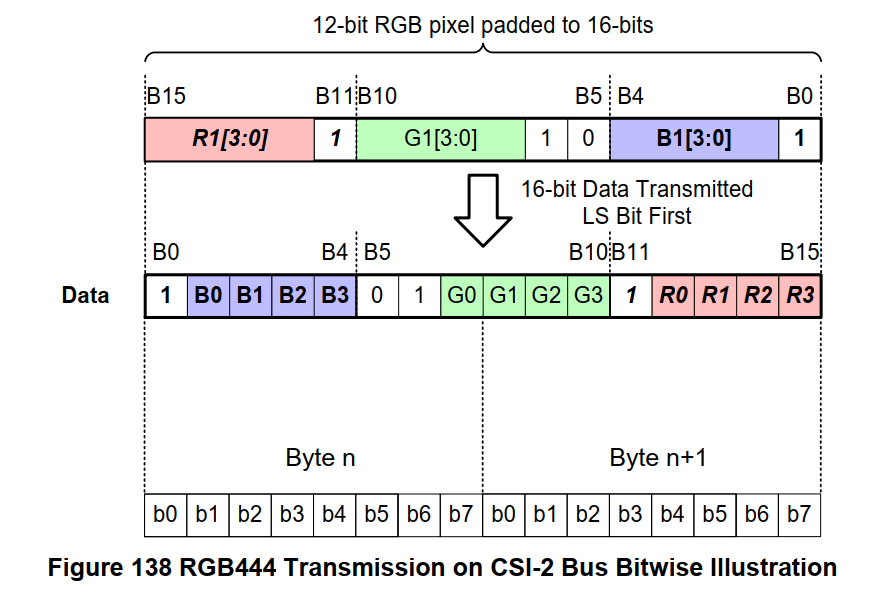 12-bit RGB pixel padded to 16-bits
B15 B11 B10 B5 B4 B0
R1[3:0] 1 G1[3:0] 1 0 B1[3:0] 1
16-bit Data Transmitted
LS Bit First
B0 B4 B5 B10 B11 B15
Data 1 B0 B1 B2 B3 0 1 G0 G1 G2 G3 1 R0 R1 R2 R3
Byte n Byte n+1
b0 b1 b2 b3 b4 b5 b6 b7 b0 b1 b2 b3 b4 b5 b6 b7
Figure 138 RGB444 Transmission on CSI-2 Bus Bitwise Illustration